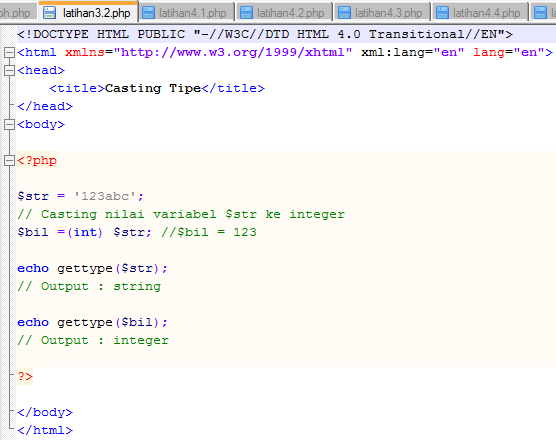 ph.php latihan3.2.php latihan4.1.php latihan4.2.php latihan4.3.php latihan4.4.php
<!DOCTYPE HTML PUBLIC "-//W3C//DTD HTML 4.0 Transitional//EN">
<html xmlns="http://www.w3.org/1999/xhtml" xml:lang="en" lang="en">
<head>
    <title>Casting Tipe</title>
</head>
<body>
<?php
$str = '123abc';
// Casting nilai variabel $str ke integer
$bil =(int) $str; //$bil = 123
echo gettype($str);
// Output : string
echo gettype($bil);
// Output : integer
?>
</body>
</html>